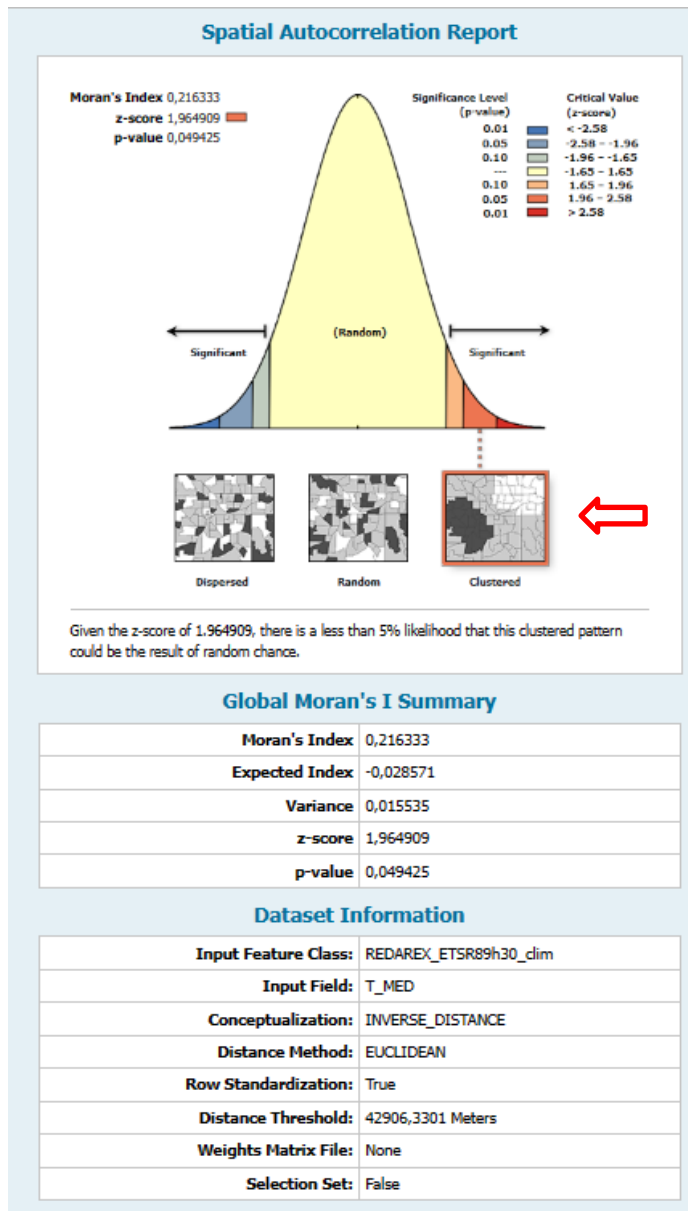 Spatial Autocorrelation Report
Moran's Index 0,216333
z-score 1,964909
p-value 0,049425
Significance Level
(p-value)
Critical Value
(z-score)
0.01 < -2.58
0.05 -2.58 – -1.96
0.10 -1.96 – -1.65
--- -1.65 – 1.65
0.10 1.65 – 1.96
0.05 1.96 – 2.58
0.01 > 2.58
(Random)
Significant
Significant
Dispersed
Random
Clustered
Given the z-score of 1.964909, there is a less than 5% likelihood that this clustered pattern
could be the result of random chance.
Global Moran's I Summary
Moran's Index 0,216333
Expected Index -0,028571
Variance 0,015535
z-score 1,964909
p-value 0,049425
Dataset Information
Input Feature Class: REDAREX_ETSR89h30_clim
Input Field: T_MED
Conceptualization: INVERSE_DISTANCE
Distance Method: EUCLIDEAN
Row Standardization: True
Distance Threshold: 42906,3301 Meters
Weights Matrix File: None
Selection Set: False